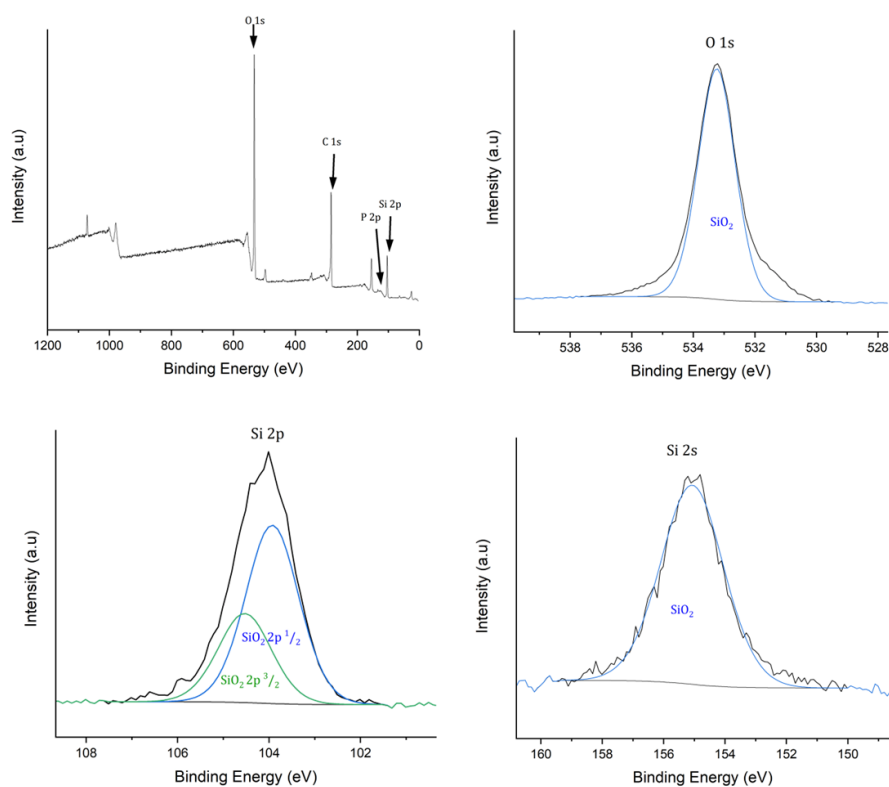 O 1s
C 1s
Si 2p
P 2p
Intensity (a.u)
1200 1000 800 600 400 200 0
Binding Energy (eV)
O 1s
SiO₂
Intensity (a.u)
538 536 534 532 530 528
Binding Energy (eV)
Si 2p
SiO₂ 2p ¹/₂
SiO₂ 2p ³/₂
Intensity (a.u)
108 106 104 102
Binding Energy (eV)
Si 2s
SiO₂
Intensity (a.u)
160 158 156 154 152 150
Binding Energy (eV)